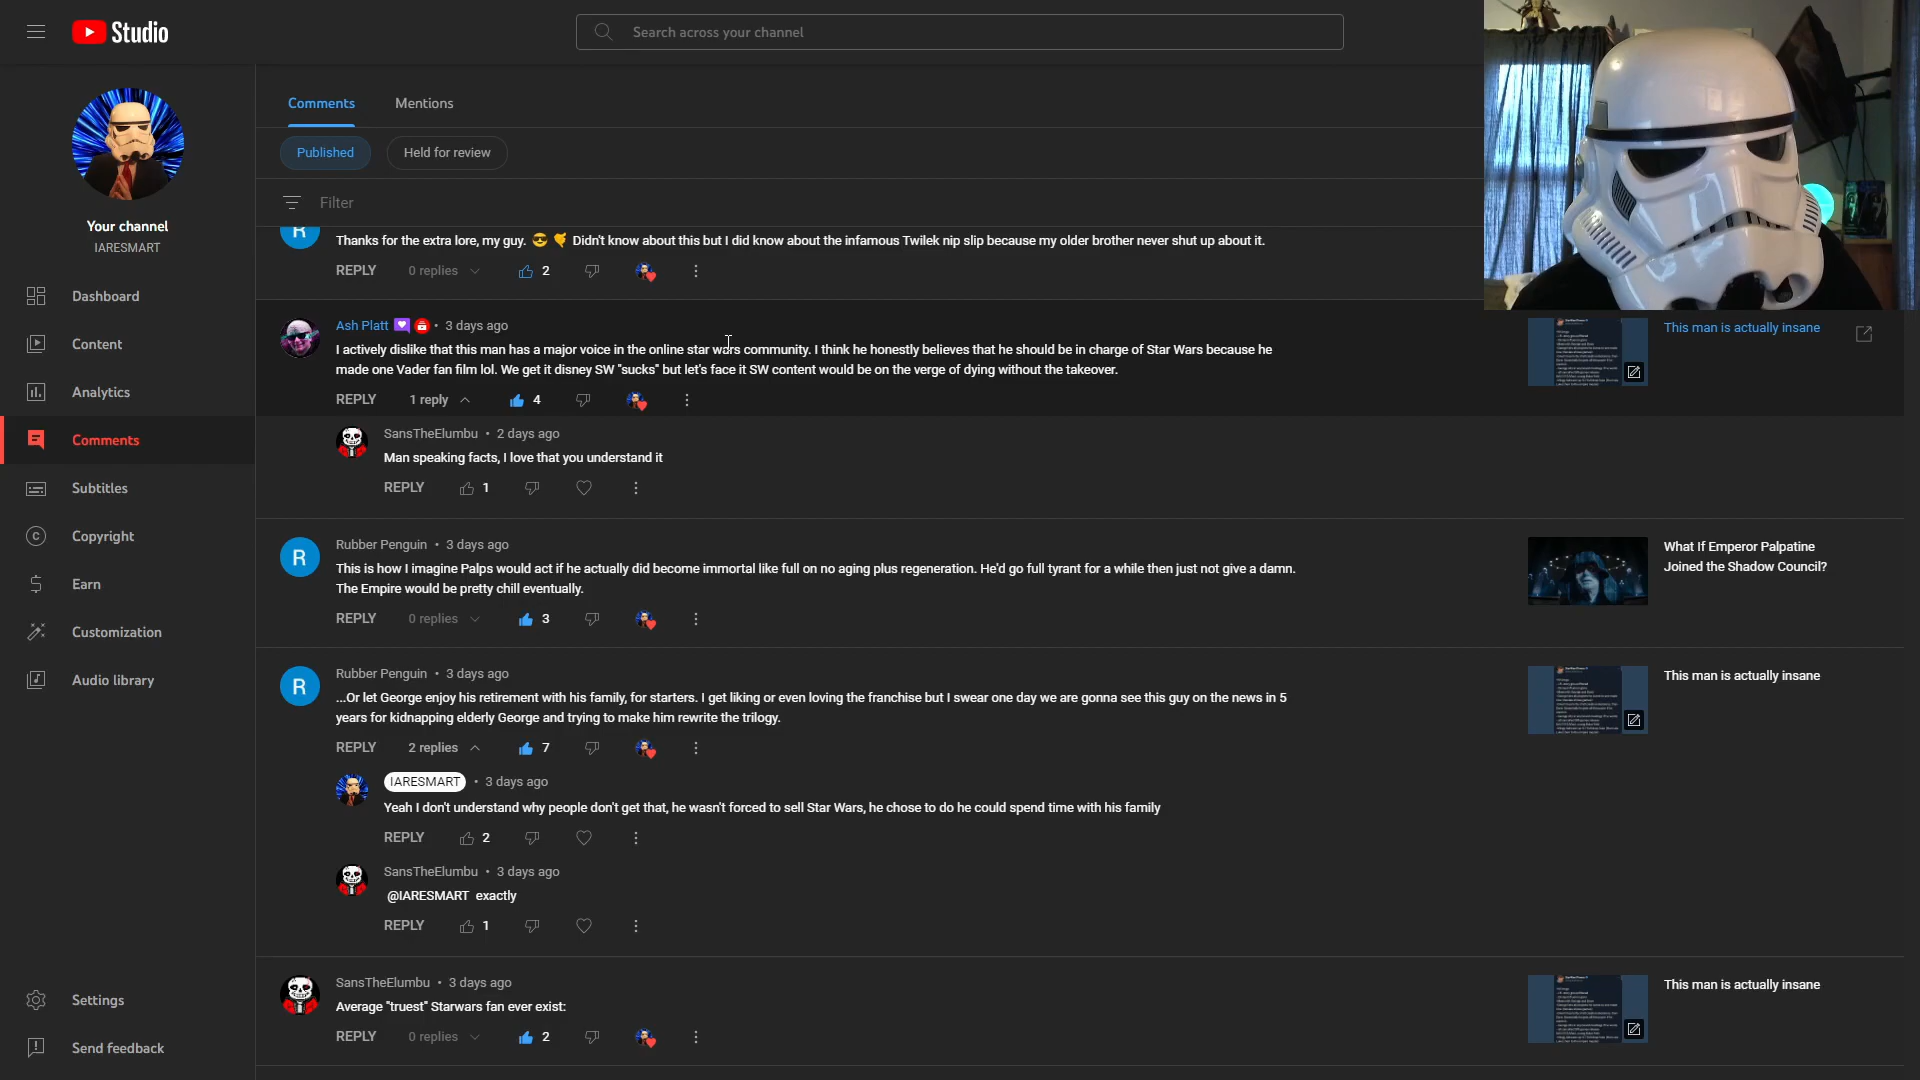 Studio
Search across your channel
Your channel
IARESMART
Dashboard
Content
Analytics
Comments
Subtitles
Copyright
Earn
Customization
Audio library
Settings
Send feedback
Comments
Mentions
Published
Held for review
Filter
R
Thanks for the extra lore, my guy. 😎 Didn't know about this but I did know about the infamous Twilek nip slip because my older brother never shut up about it.
REPLY 0 replies 2
Ash Platt • 3 days ago
I actively dislike that this man has a major voice in the online star wars community. I think he honestly believes that he should be in charge of Star Wars because he
made one Vader fan film lol. We get it disney SW "sucks" but let's face it SW content would be on the verge of dying without the takeover.
REPLY 1 reply 4
This man is actually insane
SansTheElumbu • 2 days ago
Man speaking facts, I love that you understand it
REPLY 1
R
Rubber Penguin • 3 days ago
This is how I imagine Palps would act if he actually did become immortal like full on no aging plus regeneration. He'd go full tyrant for a while then just not give a damn.
The Empire would be pretty chill eventually.
REPLY 0 replies 3
What If Emperor Palpatine
Joined the Shadow Council?
R
Rubber Penguin • 3 days ago
...Or let George enjoy his retirement with his family, for starters. I get liking or even loving the franchise but I swear one day we are gonna see this guy on the news in 5
years for kidnapping elderly George and trying to make him rewrite the trilogy.
REPLY 2 replies 7
This man is actually insane
IARESMART • 3 days ago
Yeah I don't understand why people don't get that, he wasn't forced to sell Star Wars, he chose to do he could spend time with his family
REPLY 2
SansTheElumbu • 3 days ago
@IARESMART exactly
REPLY 1
SansTheElumbu • 3 days ago
Average "truest" Starwars fan ever exist:
REPLY 0 replies 2
This man is actually insane